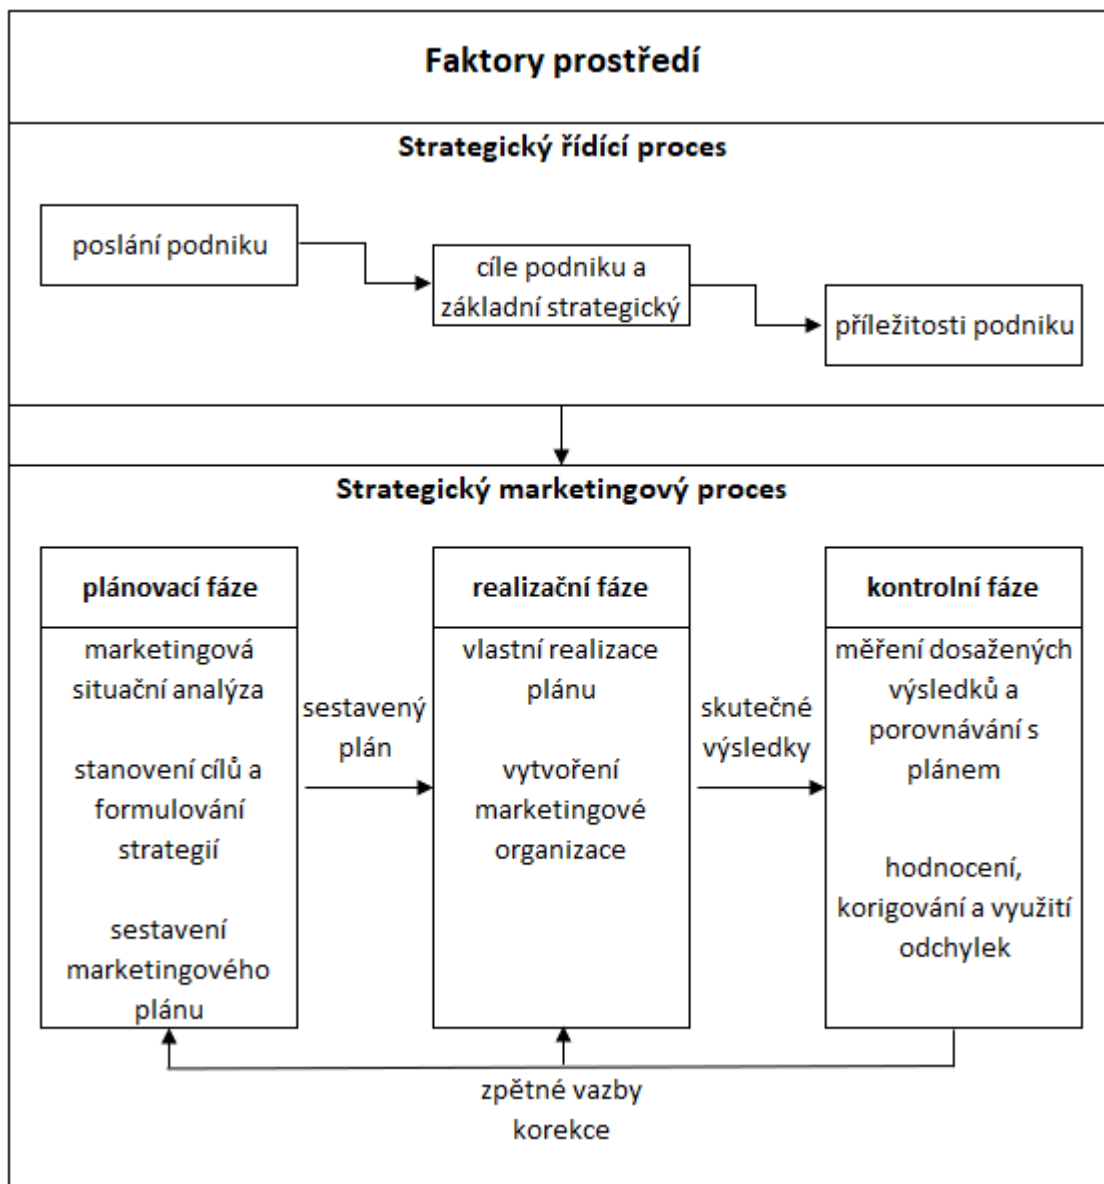 Faktory prostředí
Strategický řídící proces
poslání podniku
cíle podniku a
základní strategický
příležitosti podniku
Strategický marketingový proces
plánovací fáze
marketingová
situační analýza
stanovení cílů a
formulování
strategií
sestavení
marketingového
plánu
sestavený
plán
realizační fáze
vlastní realizace
plánu
vytvoření
marketingové
organizace
skutečné
výsledky
kontrolní fáze
měření dosažených
výsledků a
porovnávání s
plánem
hodnocení,
korigování a využití
odchylek
zpětné vazby
korekce